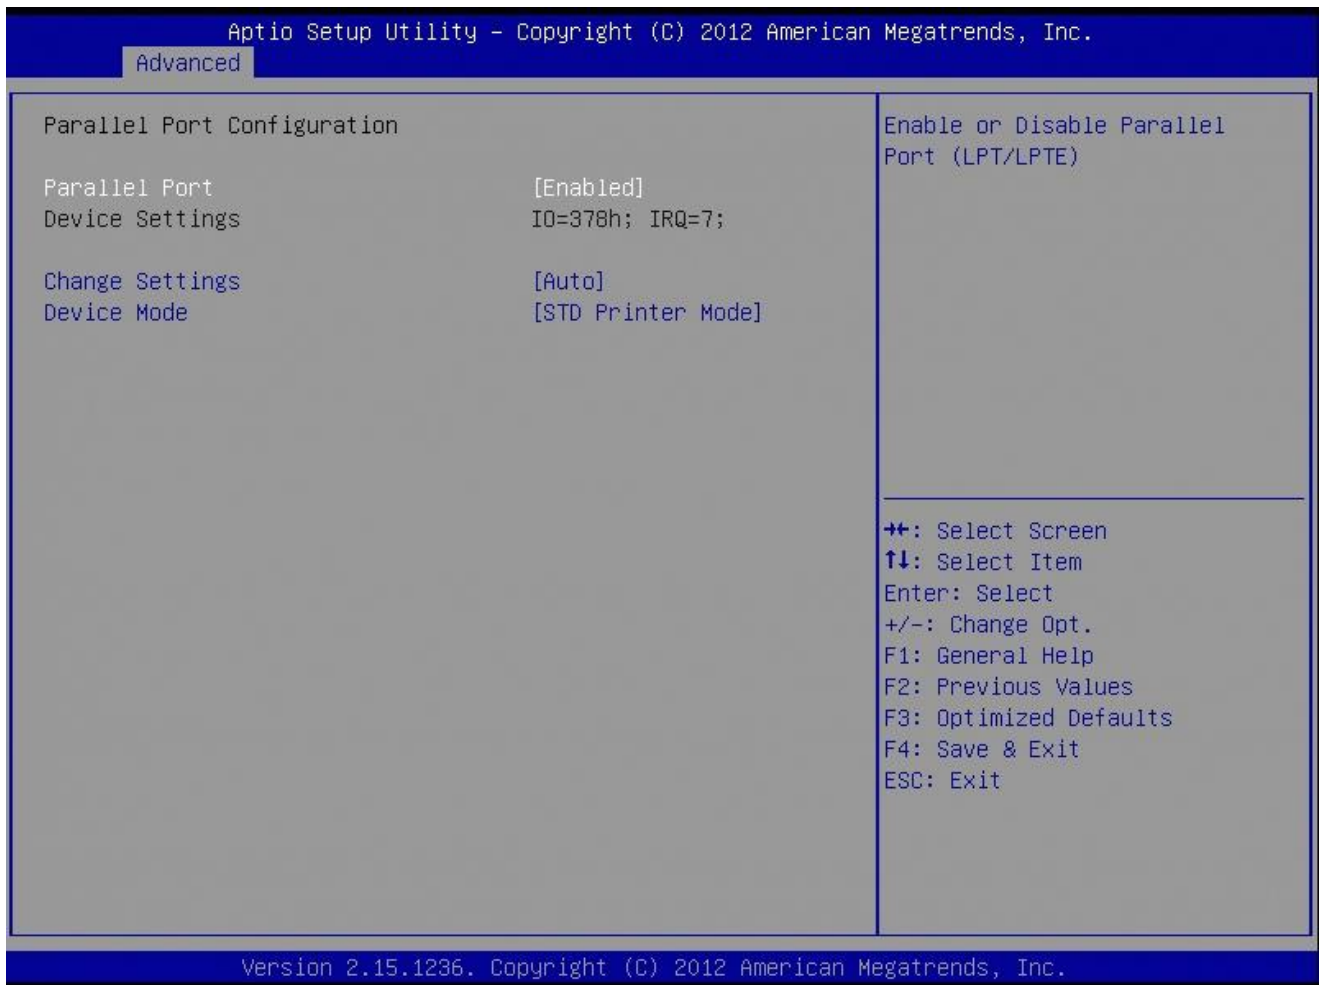 Aptio Setup Utility – Copyright (C) 2012 American Megatrends, Inc.
Advanced
Parallel Port Configuration
Parallel Port [Enabled]
Device Settings IO=378h; IRQ=7;
Change Settings [Auto]
Device Mode [STD Printer Mode]
Enable or Disable Parallel
Port (LPT/LPTE)
→←: Select Screen
↑↓: Select Item
Enter: Select
+/-: Change Opt.
F1: General Help
F2: Previous Values
F3: Optimized Defaults
F4: Save & Exit
ESC: Exit
Version 2.15.1236. Copyright (C) 2012 American Megatrends, Inc.